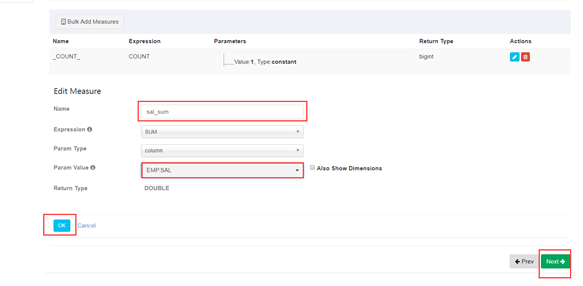 Bulk Add Measures
Name Expression Parameters Return Type Actions
_COUNT_ COUNT Value:1, Type:constant bigint
Edit Measure
Name sal_sum
Expression SUM
Param Type column
Param Value EMP.SAL Also Show Dimensions
Return Type DOUBLE
OK Cancel
Prev Next